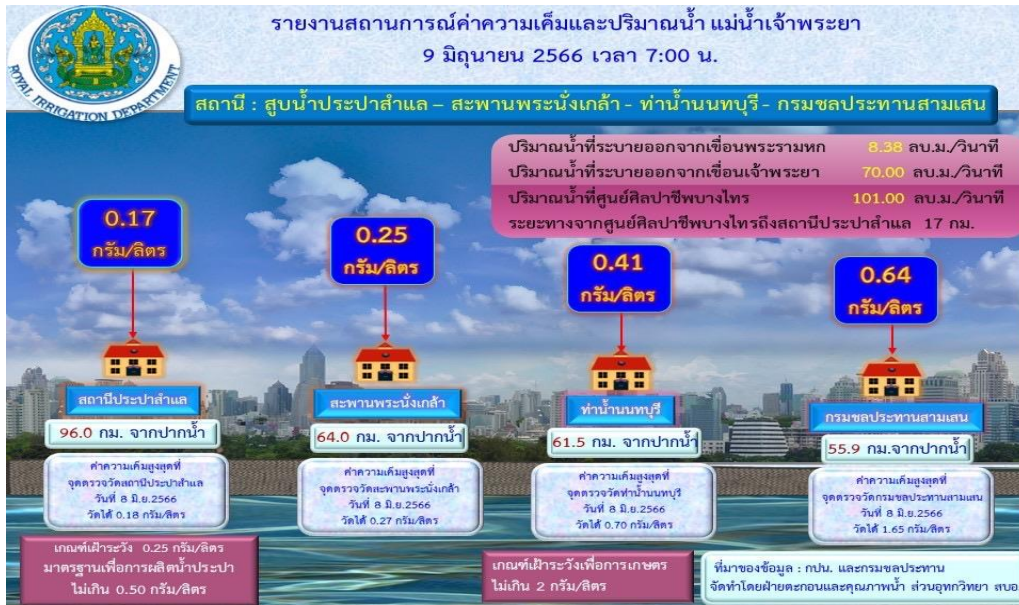 รายงานสถานการณ์ค่าความเค็มและปริมาณน้ำ แม่น้ำเจ้าพระยา
9 มิถุนายน 2566 เวลา 7:00 น.
ROYAL IRRIGATION DEPARTMENT
สถานี : สูบน้ำประปาสำแล – สะพานพระนั่งเกล้า - ท่าน้ำนนทบุรี - กรมชลประทานสามเสน
ปริมาณน้ำที่ระบายออกจากเขื่อนพระรามหก 8.38 ลบ.ม./วินาที
ปริมาณน้ำที่ระบายออกจากเขื่อนเจ้าพระยา 70.00 ลบ.ม./วินาที
ปริมาณน้ำที่ศูนย์ศิลปาชีพบางไทร 101.00 ลบ.ม./วินาที
ระยะทางจากศูนย์ศิลปาชีพบางไทรถึงสถานีประปาสำแล 17 กม.
0.17
กรัม/ลิตร
สถานีประปาสำแล
96.0 กม. จากปากน้ำ
ค่าความเค็มสูงสุดที่
จุดตรวจวัดสถานีประปาสำแล
วันที่ 8 มิ.ย.2566
วัดได้ 0.18 กรัม/ลิตร
0.25
กรัม/ลิตร
สะพานพระนั่งเกล้า
64.0 กม. จากปากน้ำ
ค่าความเค็มสูงสุดที่
จุดตรวจวัดสะพานพระนั่งเกล้า
วันที่ 8 มิ.ย.2566
วัดได้ 0.27 กรัม/ลิตร
0.41
กรัม/ลิตร
ท่าน้ำนนทบุรี
61.5 กม. จากปากน้ำ
ค่าความเค็มสูงสุดที่
จุดตรวจวัดท่าน้ำนนทบุรี
วันที่ 8 มิ.ย.2566
วัดได้ 0.70 กรัม/ลิตร
0.64
กรัม/ลิตร
กรมชลประทานสามเสน
55.9 กม.จากปากน้ำ
ค่าความเค็มสูงสุดที่
จุดตรวจวัดกรมชลประทานสามเสน
วันที่ 8 มิ.ย.2566
วัดได้ 1.65 กรัม/ลิตร
เกณฑ์เฝ้าระวัง 0.25 กรัม/ลิตร
มาตรฐานเพื่อการผลิตน้ำประปา
ไม่เกิน 0.50 กรัม/ลิตร
เกณฑ์เฝ้าระวังเพื่อการเกษตร
ไม่เกิน 2 กรัม/ลิตร
ที่มาของข้อมูล : กปน. และกรมชลประทาน
จัดทำโดยฝ่ายตะกอนและคุณภาพน้ำ ส่วนอุทกวิทยา สบอ